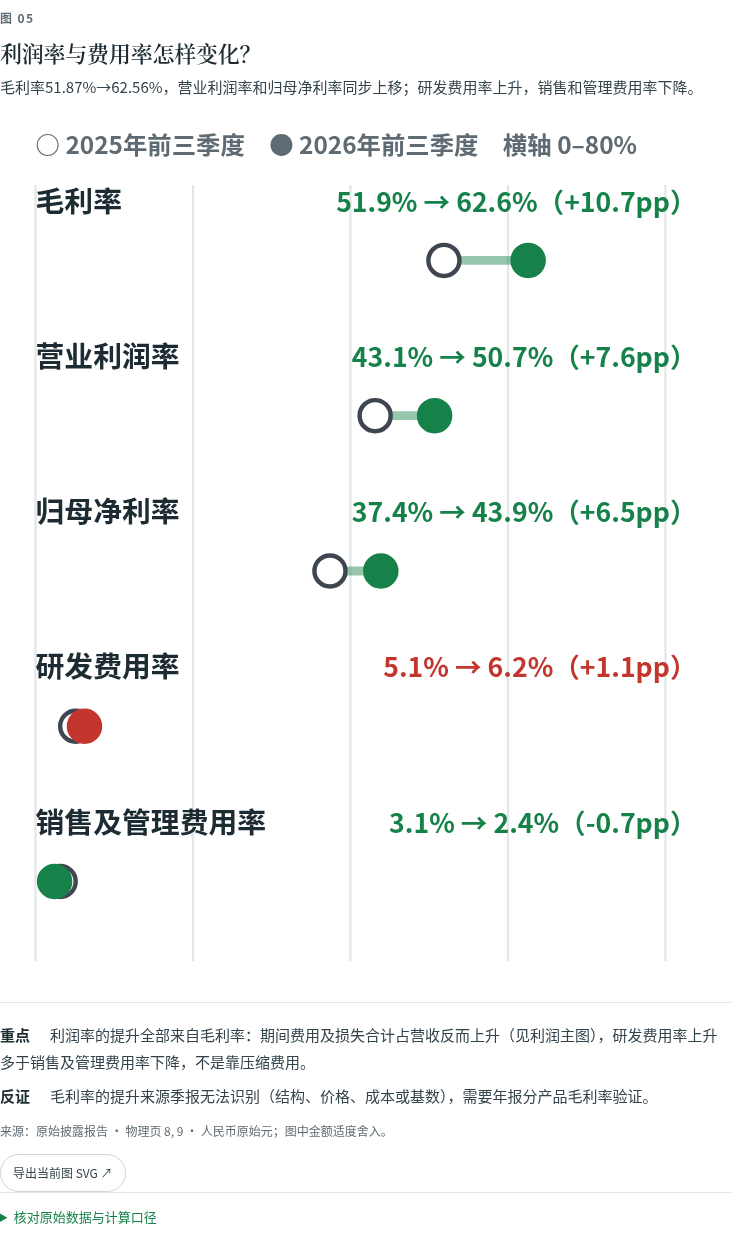 图 05
利润率与费用率怎样变化？
毛利率51.87%→62.56%，营业利润率和归母净利率同步上移；研发费用率上升，销售和管理费用率下降。
○ 2025年前三季度 ● 2026年前三季度 横轴 0–80%
毛利率 51.9% → 62.6%（+10.7pp）
营业利润率 43.1% → 50.7%（+7.6pp）
归母净利率 37.4% → 43.9%（+6.5pp）
研发费用率 5.1% → 6.2%（+1.1pp）
销售及管理费用率 3.1% → 2.4%（-0.7pp）
重点 利润率的提升全部来自毛利率：期间费用及损失合计占营收反而上升（见利润主图），研发费用率上升
多于销售及管理费用率下降，不是靠压缩费用。
反证 毛利率的提升来源季报无法识别（结构、价格、成本或基数），需要年报分产品毛利率验证。
来源：原始披露报告 · 物理页 8, 9 · 人民币原始元；图中金额适度舍入。
导出当前图 SVG ↗
▶ 核对原始数据与计算口径